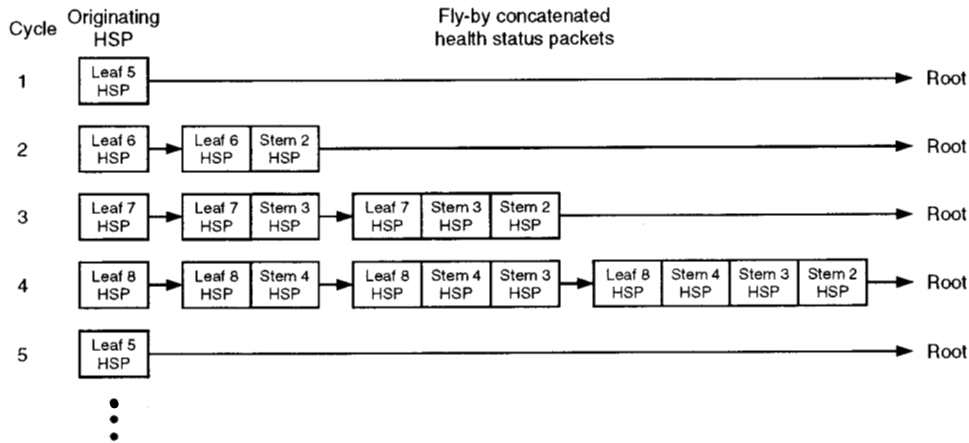 Cycle
Originating
HSP
Fly-by concatenated
health status packets
1
Leaf 5
HSP
Root
2
Leaf 6
HSP
Leaf 6
HSP
Stem 2
HSP
Root
3
Leaf 7
HSP
Leaf 7
HSP
Stem 3
HSP
Leaf 7
HSP
Stem 3
HSP
Stem 2
HSP
Root
4
Leaf 8
HSP
Leaf 8
HSP
Stem 4
HSP
Leaf 8
HSP
Stem 4
HSP
Stem 3
HSP
Leaf 8
HSP
Stem 4
HSP
Stem 3
HSP
Stem 2
HSP
Root
5
Leaf 5
HSP
Root